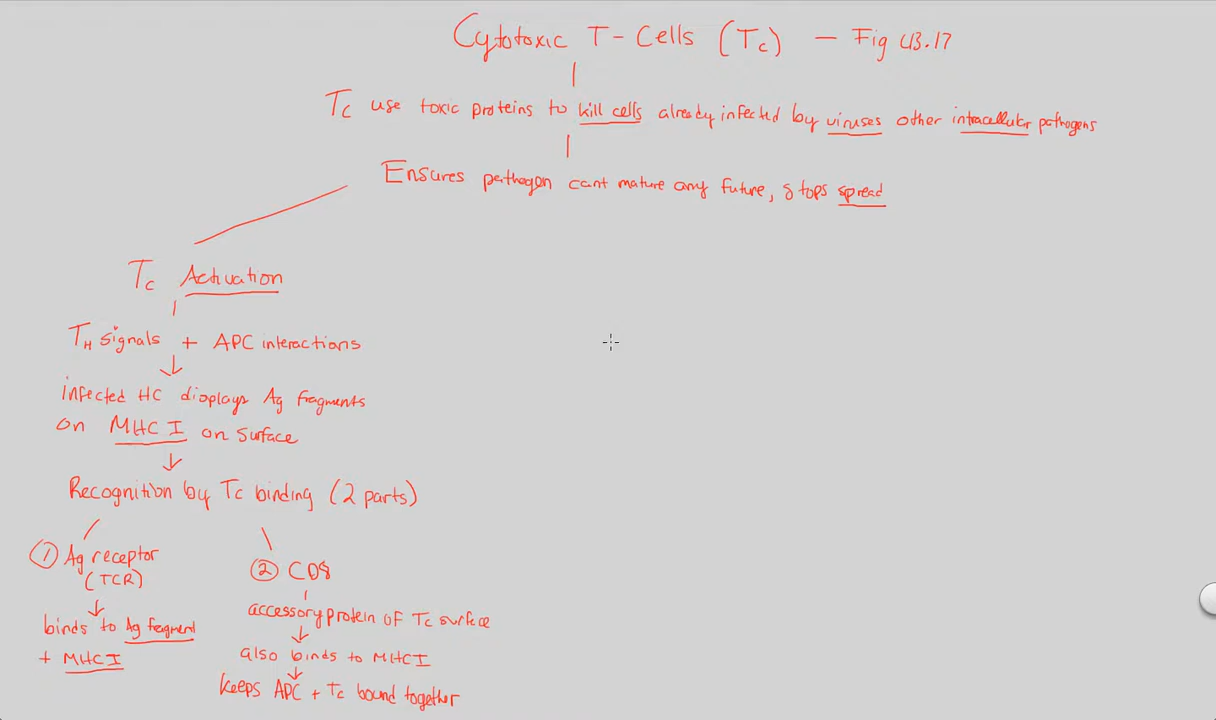 Cytotoxic T-Cells (Tc) — Fig 43.17
Tc use toxic proteins to kill cells already infected by viruses other intracellular pathogens
Ensures pathogen cant mature any future, stops spread
Tc Activation
TH signals + APC interactions
infected HC displays Ag fragments
on MHC I on surface
Recognition by Tc binding (2 parts)
① Ag receptor
(TCR)
binds to Ag fragment
+ MHC I
② CD8
accessory protein of Tc surface
also binds to MHC I
keeps APC + Tc bound together